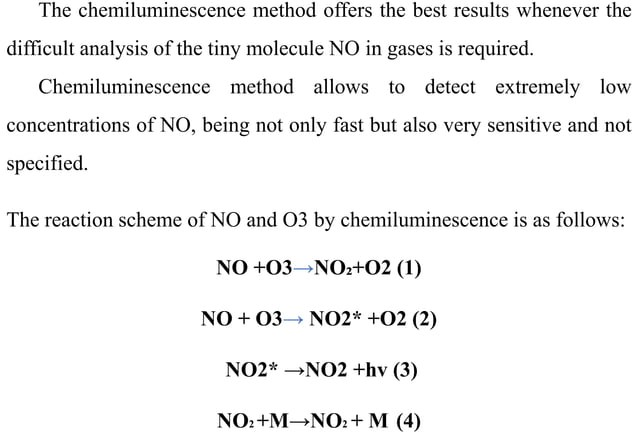 The chemiluminescence method offers the best results whenever the
difficult analysis of the tiny molecule NO in gases is required.
Chemiluminescence method allows to detect extremely low
concentrations of NO, being not only fast but also very sensitive and not
specified.
The reaction scheme of NO and O3 by chemiluminescence is as follows:
NO +O3→NO₂+O2 (1)
NO + O3→ NO2* +O2 (2)
NO2* →NO2 +hv (3)
NO₂+M→NO₂+ M (4)